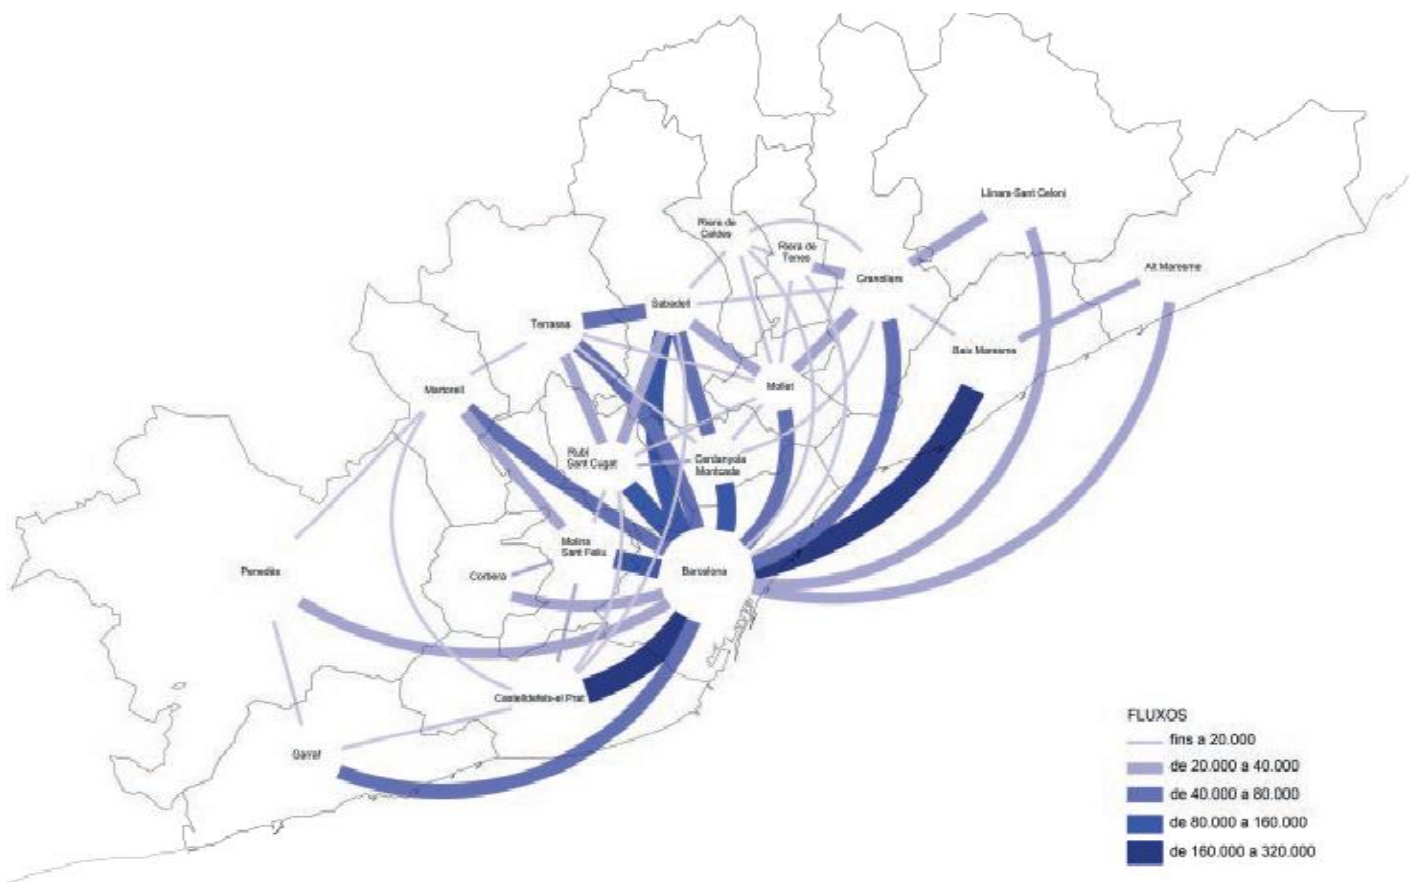 Llinars-Sant Celoni
Riera de
Caldes
Riera de
Tenes
Alt Maresme
Granollers
Sabadell
Terrassa
Baix Maresme
Mollet
Martorell
Rubí
Sant Cugat
Cerdanyola
Montcada
Molins
Sant Feliu
Corbera
Barcelona
Penedès
Castelldefels-el Prat
Garraf
FLUXOS
fins a 20.000
de 20.000 a 40.000
de 40.000 a 80.000
de 80.000 a 160.000
de 160.000 a 320.000